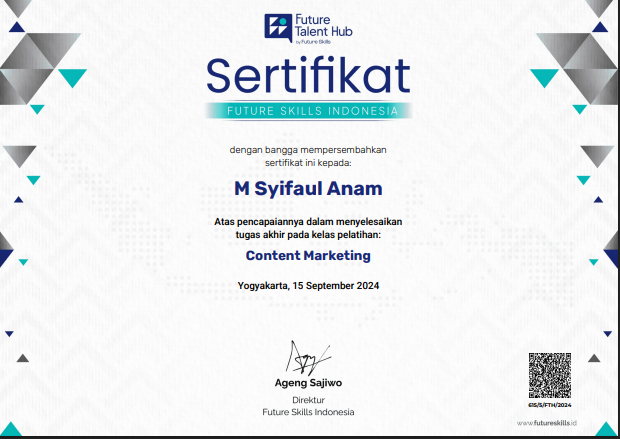 Future
Talent Hub
by Future Skills
Sertifikat
FUTURE SKILLS INDONESIA
dengan bangga mempersembahkan
sertifikat ini kepada:
M Syifaul Anam
Atas pencapaiannya dalam menyelesaikan
tugas akhir pada kelas pelatihan:
Content Marketing
Yogyakarta, 15 September 2024
Ageng Sajiwo
Direktur
Future Skills Indonesia
615/S/FTH/2024
www.futureskills.id